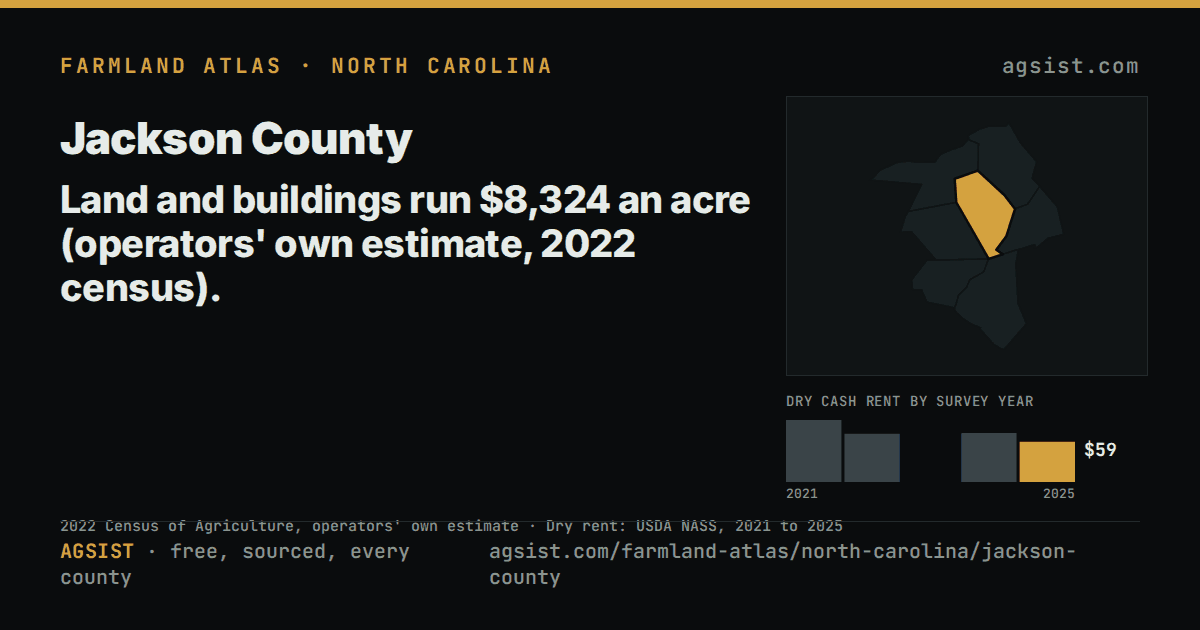 FARMLAND ATLAS · NORTH CAROLINA
agsist.com
Jackson County
Land and buildings run $8,324 an acre
(operators' own estimate, 2022
census).
DRY CASH RENT BY SURVEY YEAR
$59
2021
2025
2022 Census of Agriculture, operators' own estimate · Dry rent: USDA NASS, 2021 to 2025
AGSIST · free, sourced, every
county
agsist.com/farmland-atlas/north-carolina/jackson-
county